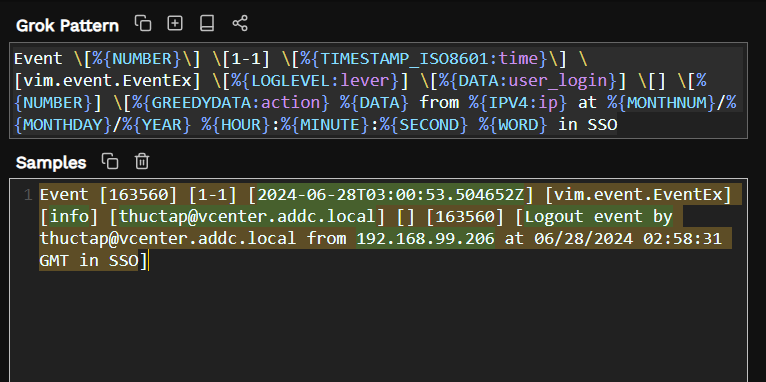 Grok Pattern
Event \[%{NUMBER}\] \[1-1] \[%{TIMESTAMP_ISO8601:time}\] \
[vim.event.EventEx] \[%{LOGLEVEL:lever}] \[%{DATA:user_login}] \[] \[%
{NUMBER}] \[%{GREEDYDATA:action} %{DATA} from %{IPV4:ip} at %{MONTHNUM}/%
{MONTHDAY}/%{YEAR} %{HOUR}:%{MINUTE}:%{SECOND} %{WORD} in SSO
Samples
1 Event [163560] [1-1] [2024-06-28T03:00:53.504652Z] [vim.event.EventEx]
[info] [thuctap@vcenter.addc.local] [] [163560] [Logout event by
thuctap@vcenter.addc.local from 192.168.99.206 at 06/28/2024 02:58:31
GMT in SSO]